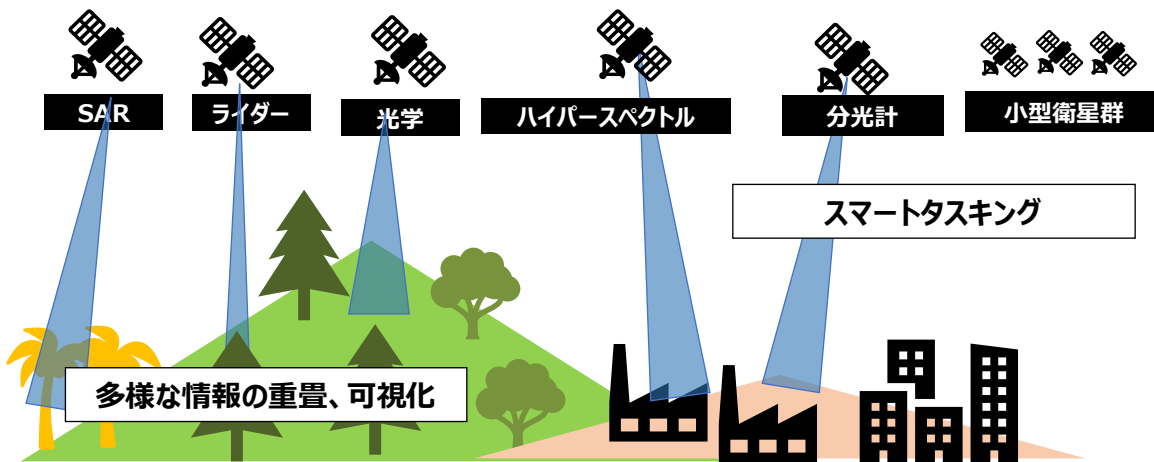 SAR
ライダー
光学
ハイパースペクトル
分光計
小型衛星群
スマートタスキング
多様な情報の重畳、可視化